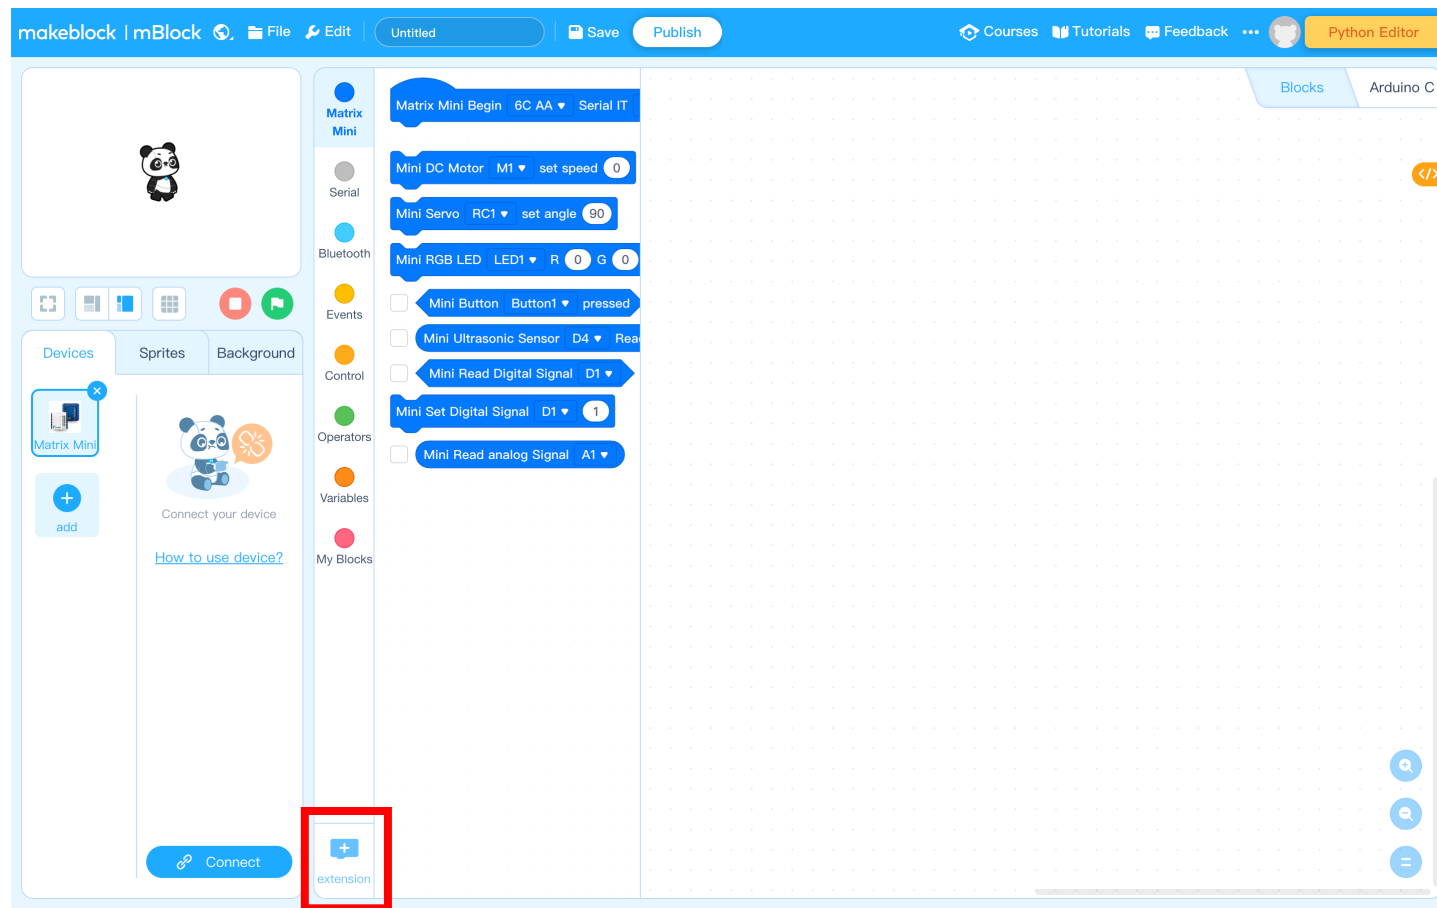 makeblock | mBlock File Edit Untitled Save Publish Courses Tutorials Feedback Python Editor
Blocks Arduino C
Matrix
Mini
Serial
Bluetooth
Events
Control
Operators
Variables
My Blocks
extension
Matrix Mini Begin 6C AA Serial IT
Mini DC Motor M1 set speed 0
Mini Servo RC1 set angle 90
Mini RGB LED LED1 R 0 G 0
Mini Button Button1 pressed
Mini Ultrasonic Sensor D4 Rea
Mini Read Digital Signal D1
Mini Set Digital Signal D1 1
Mini Read analog Signal A1
Devices Sprites Background
Matrix Mini
add
Connect your device
How to use device?
Connect